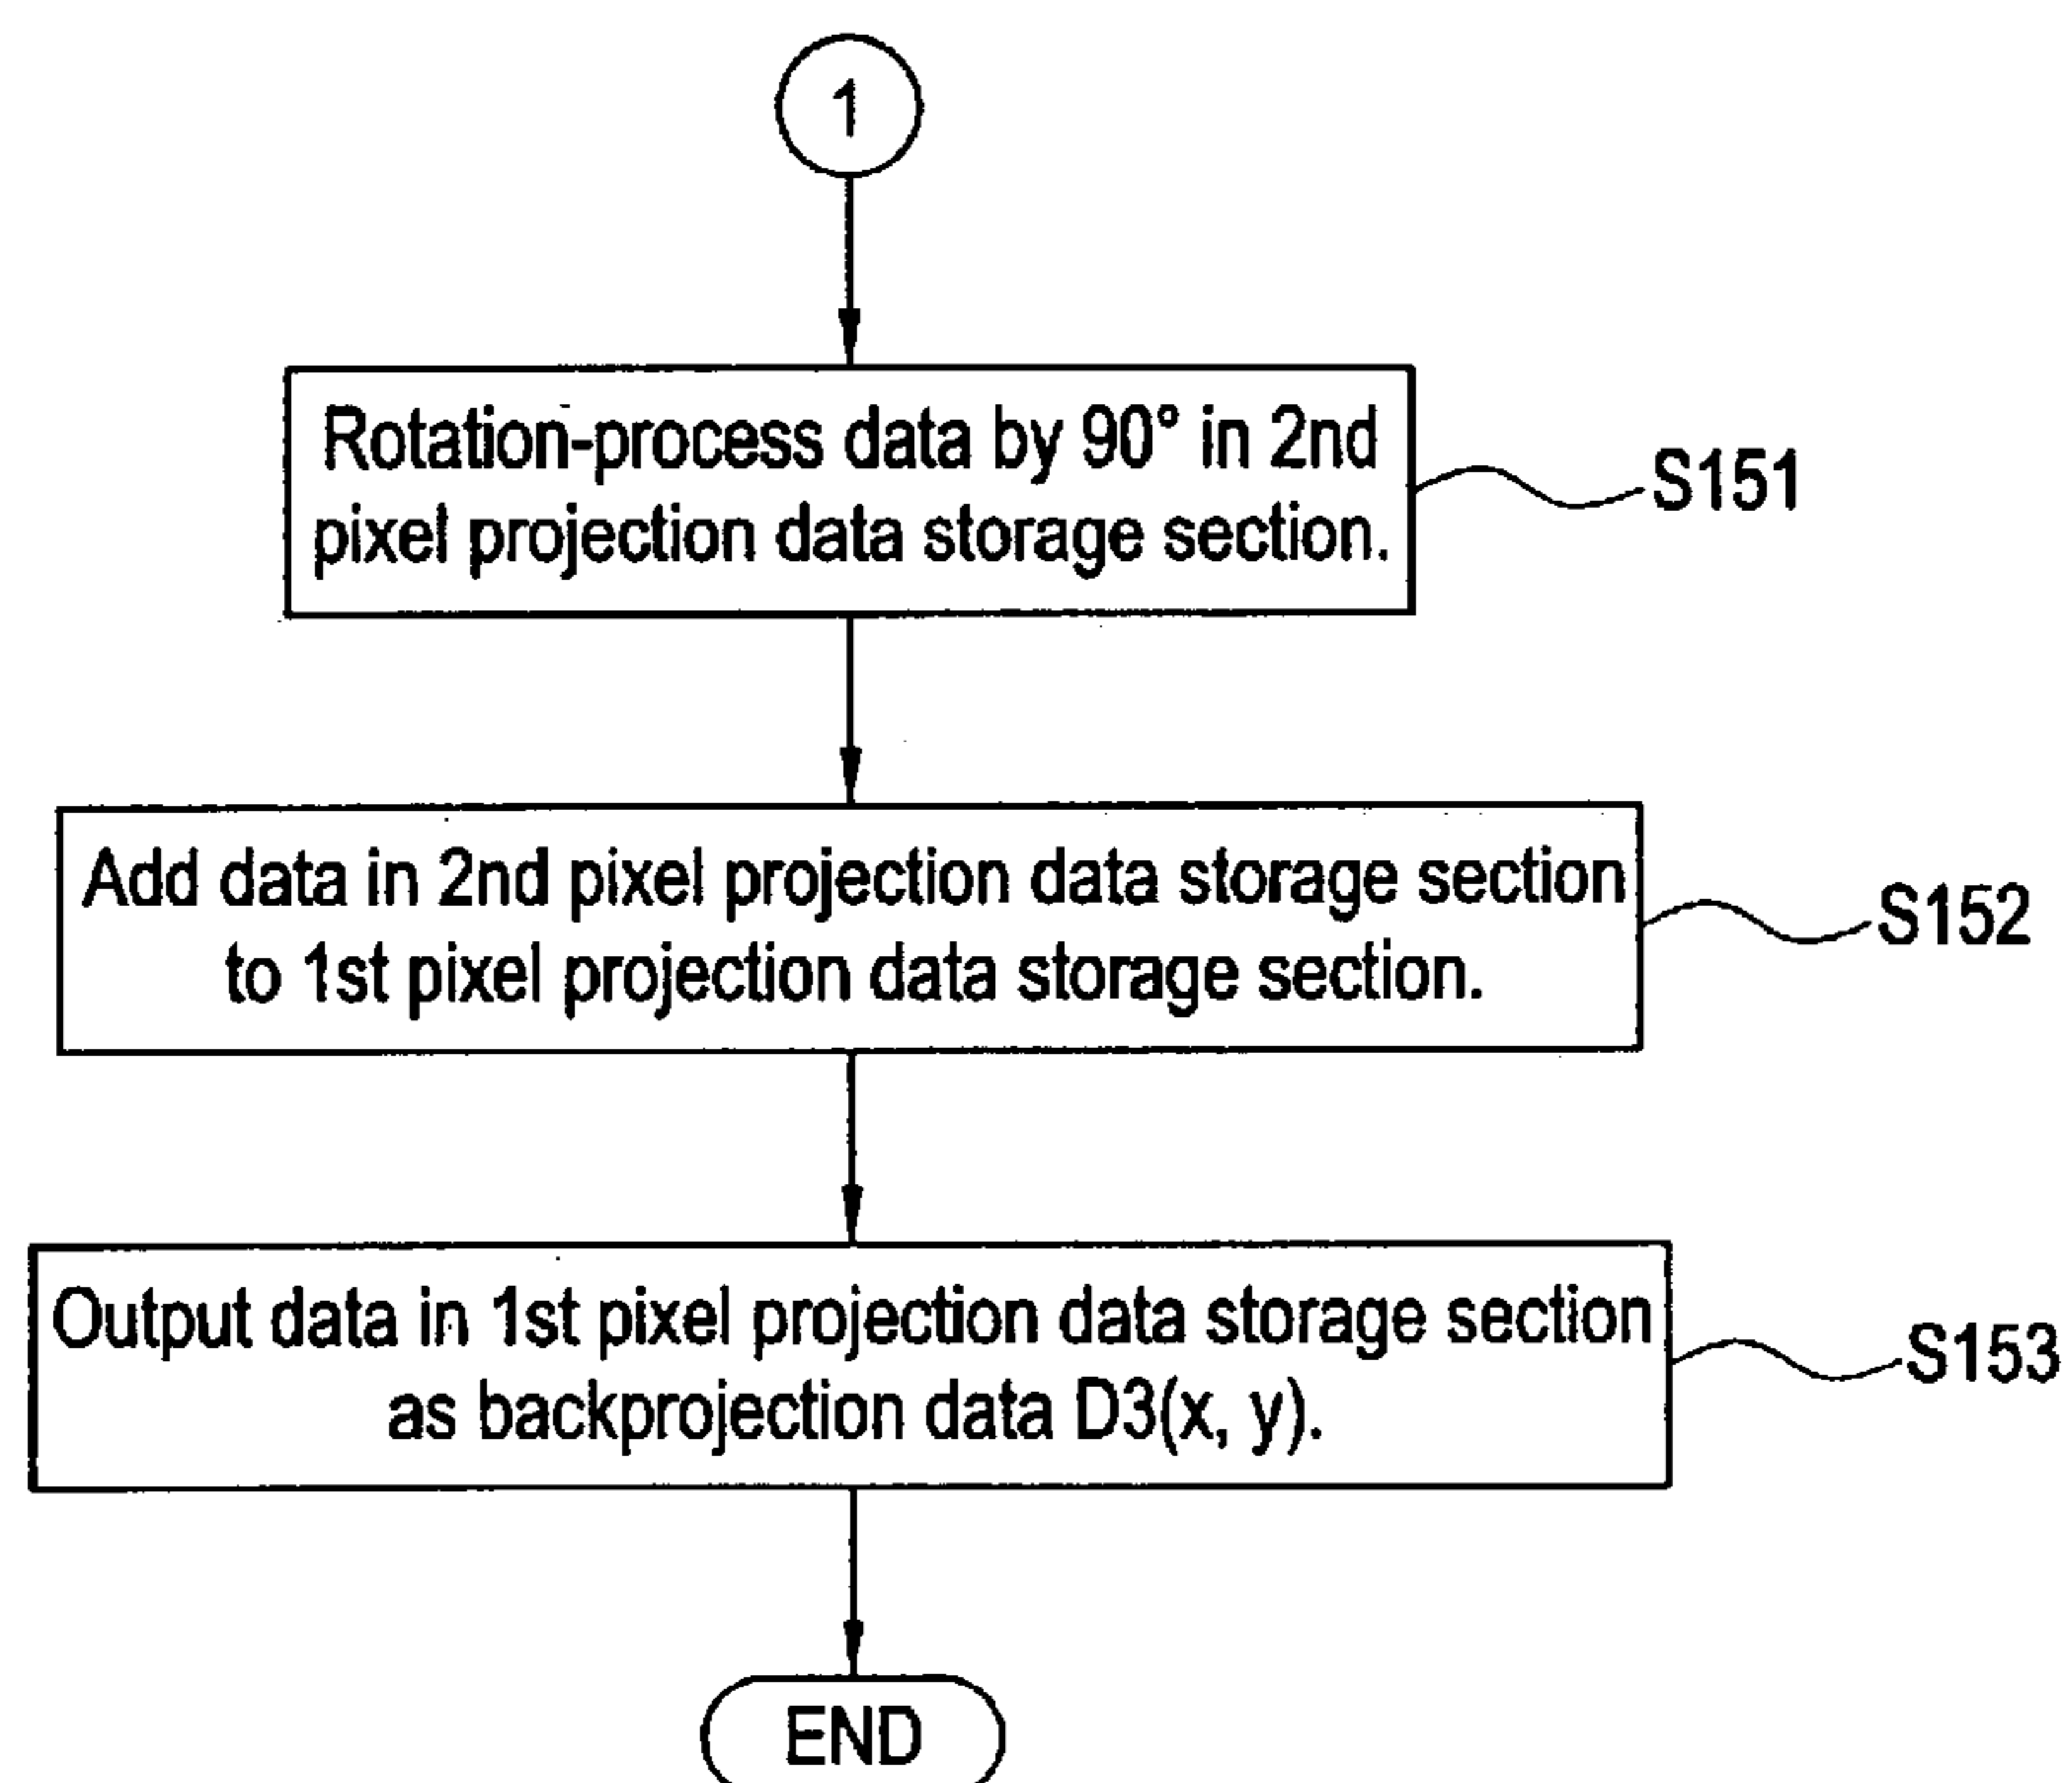 1
Rotation-process data by 90° in 2nd
pixel projection data storage section.
S151
Add data in 2nd pixel projection data storage section
to 1st pixel projection data storage section.
S152
Output data in 1st pixel projection data storage section
as backprojection data D3(x, y).
S153
END